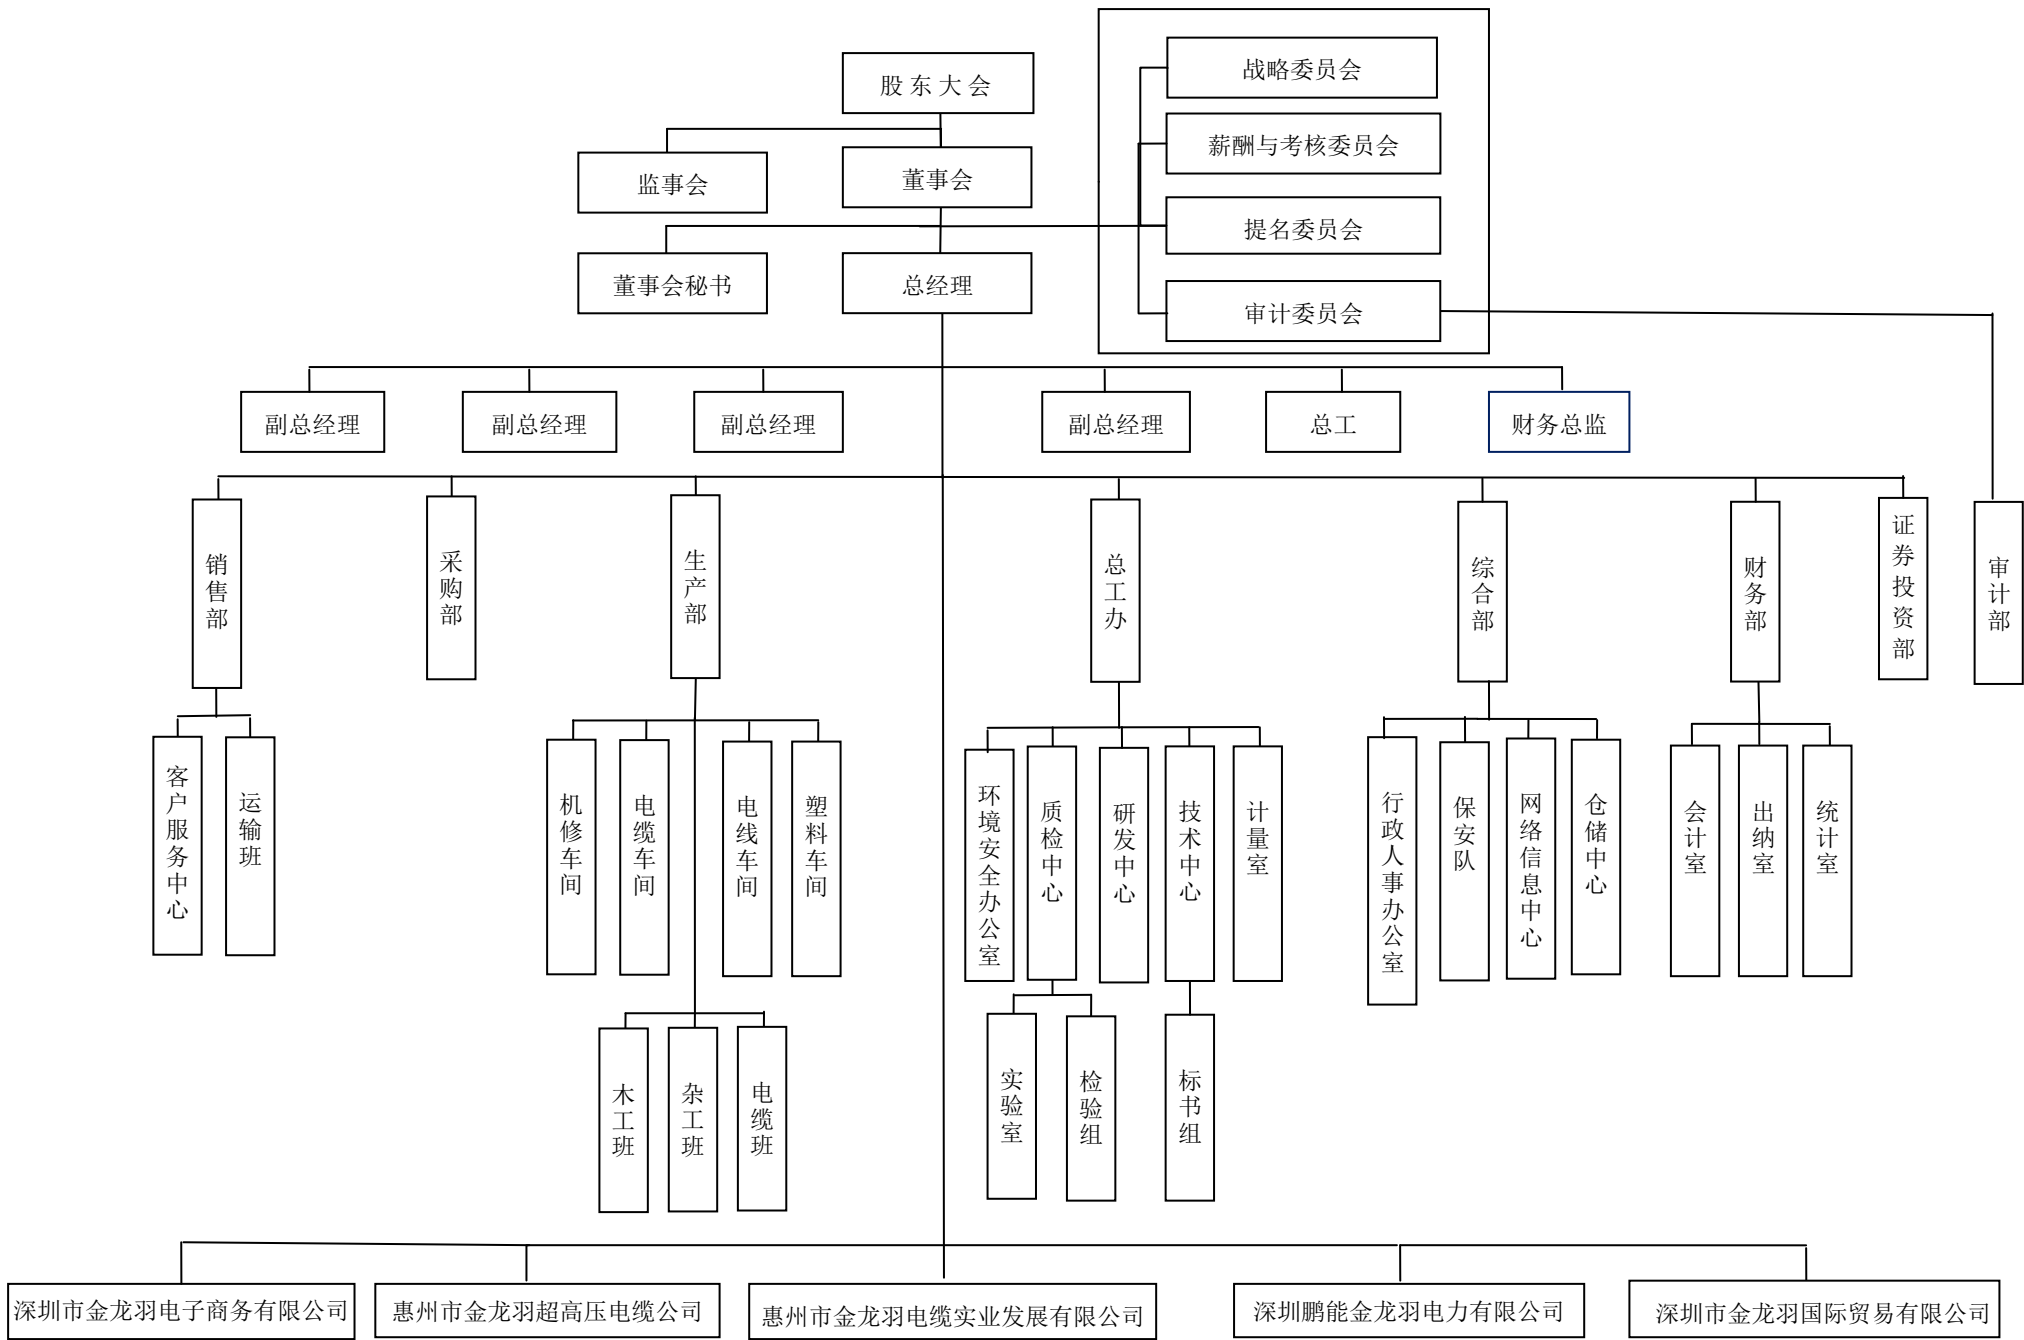 战略委员会
股东大会
薪酬与考核委员会
监事会
董事会
提名委员会
董事会秘书
总经理
审计委员会
副总经理
副总经理
副总经理
副总经理
总工
财务总监
销售部
采购部
生产部
总工办
综合部
财务部
证券投资部
审计部
客户服务中心
运输班
机修车间
电缆车间
电线车间
塑料车间
环境安全办公室
质检中心
研发中心
技术中心
计量室
行政人事办公室
保安队
网络信息中心
仓储中心
会计室
出纳室
统计室
木工班
杂工班
电缆班
实验室
检验组
标书组
深圳市金龙羽电子商务有限公司
惠州市金龙羽超高压电缆公司
惠州市金龙羽电缆实业发展有限公司
深圳鹏能金龙羽电力有限公司
深圳市金龙羽国际贸易有限公司